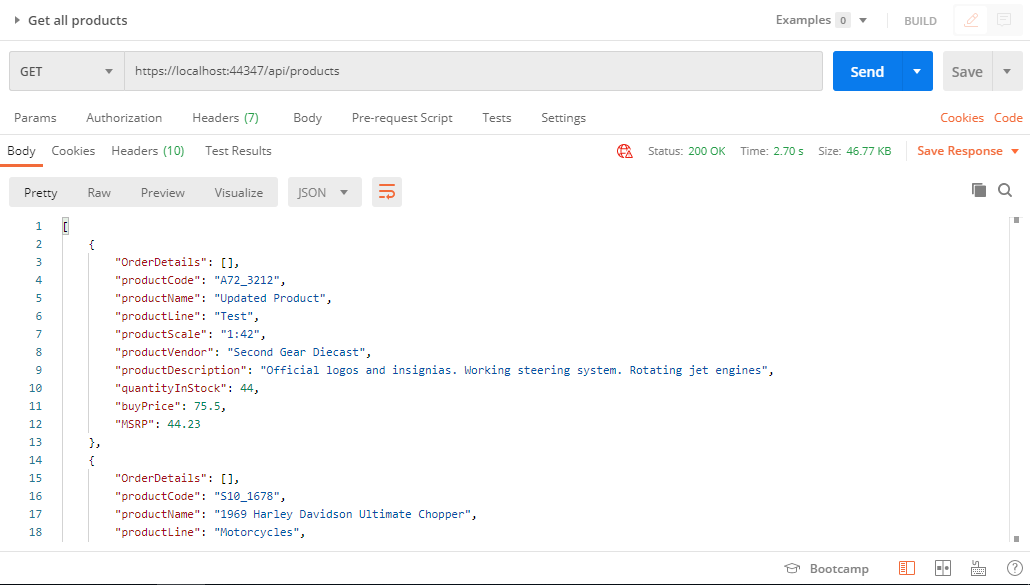 Get all products Examples 0 BUILD
GET https://localhost:44347/api/products Send Save
Params Authorization Headers (7) Body Pre-request Script Tests Settings Cookies Code
Body Cookies Headers (10) Test Results Status: 200 OK Time: 2.70 s Size: 46.77 KB Save Response
Pretty Raw Preview Visualize JSON
1 [
2 {
3 "OrderDetails": [],
4 "productCode": "A72_3212",
5 "productName": "Updated Product",
6 "productLine": "Test",
7 "productScale": "1:42",
8 "productVendor": "Second Gear Diecast",
9 "productDescription": "Official logos and insignias. Working steering system. Rotating jet engines",
10 "quantityInStock": 44,
11 "buyPrice": 75.5,
12 "MSRP": 44.23
13 },
14 {
15 "OrderDetails": [],
16 "productCode": "S10_1678",
17 "productName": "1969 Harley Davidson Ultimate Chopper",
18 "productLine": "Motorcycles",
Bootcamp